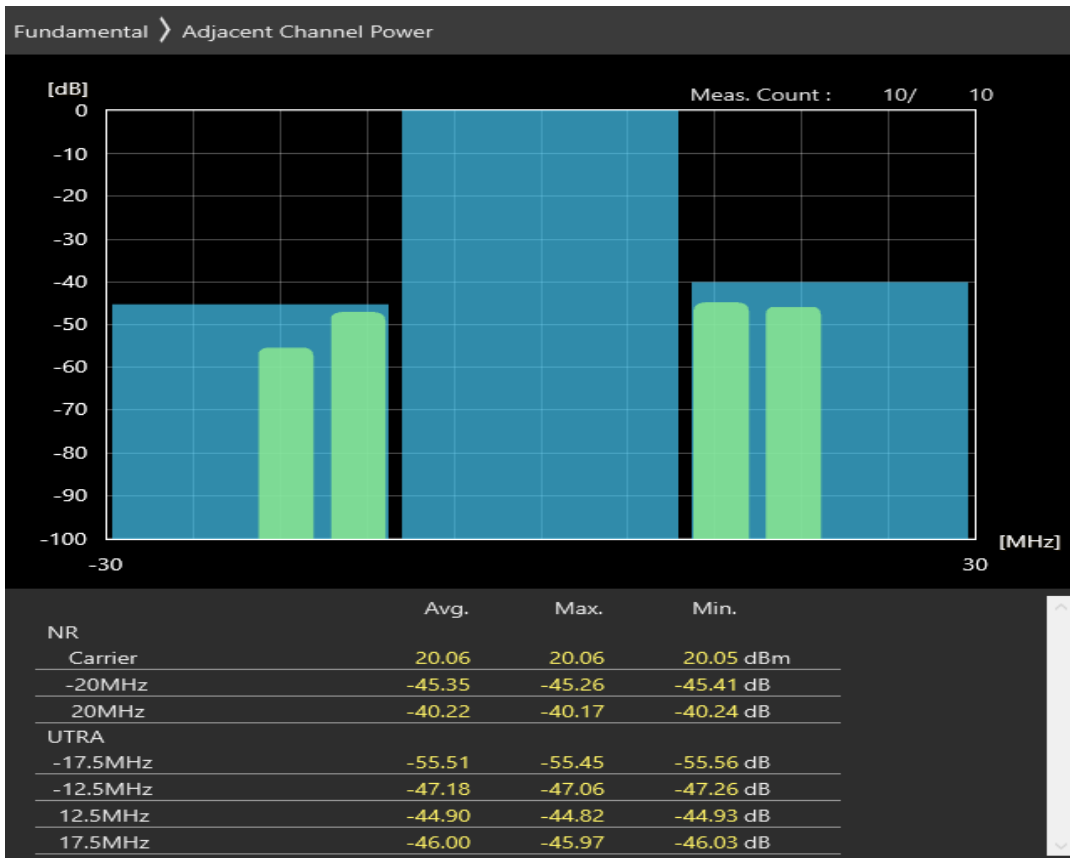 Fundamental 〉 Adjacent Channel Power
[dB]
Meas. Count : 10/ 10
0
-10
-20
-30
-40
-50
-60
-70
-80
-90
-100
[MHz]
-30 30
Avg. Max. Min.
NR
Carrier 20.06 20.06 20.05 dBm
-20MHz -45.35 -45.26 -45.41 dB
20MHz -40.22 -40.17 -40.24 dB
UTRA
-17.5MHz -55.51 -55.45 -55.56 dB
-12.5MHz -47.18 -47.06 -47.26 dB
12.5MHz -44.90 -44.82 -44.93 dB
17.5MHz -46.00 -45.97 -46.03 dB